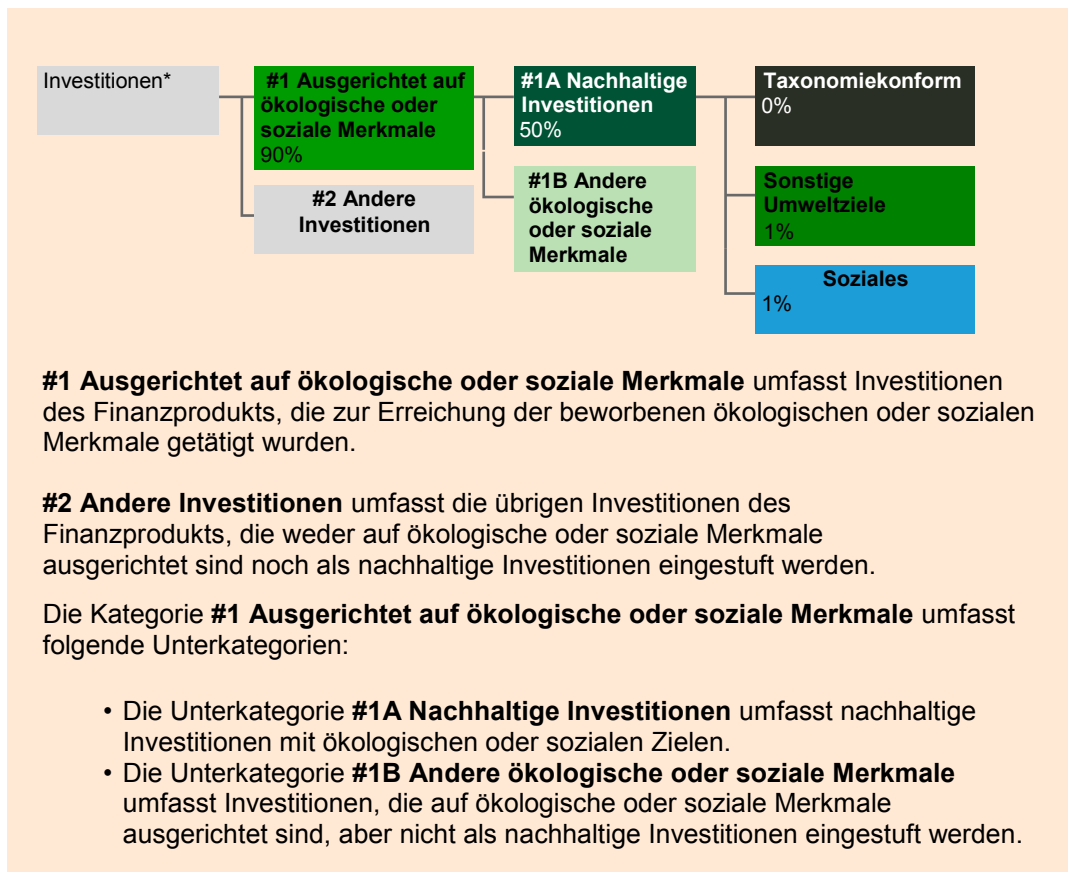 Investitionen*
#1 Ausgerichtet auf
ökologische oder
soziale Merkmale
90%
#2 Andere
Investitionen
#1A Nachhaltige
Investitionen
50%
#1B Andere
ökologische
oder soziale
Merkmale
Taxonomiekonform
0%
Sonstige
Umweltziele
1%
Soziales
1%
#1 Ausgerichtet auf ökologische oder soziale Merkmale umfasst Investitionen
des Finanzprodukts, die zur Erreichung der beworbenen ökologischen oder sozialen
Merkmale getätigt wurden.
#2 Andere Investitionen umfasst die übrigen Investitionen des
Finanzprodukts, die weder auf ökologische oder soziale Merkmale
ausgerichtet sind noch als nachhaltige Investitionen eingestuft werden.
Die Kategorie #1 Ausgerichtet auf ökologische oder soziale Merkmale umfasst
folgende Unterkategorien:
• Die Unterkategorie #1A Nachhaltige Investitionen umfasst nachhaltige
Investitionen mit ökologischen oder sozialen Zielen.
• Die Unterkategorie #1B Andere ökologische oder soziale Merkmale
umfasst Investitionen, die auf ökologische oder soziale Merkmale
ausgerichtet sind, aber nicht als nachhaltige Investitionen eingestuft werden.